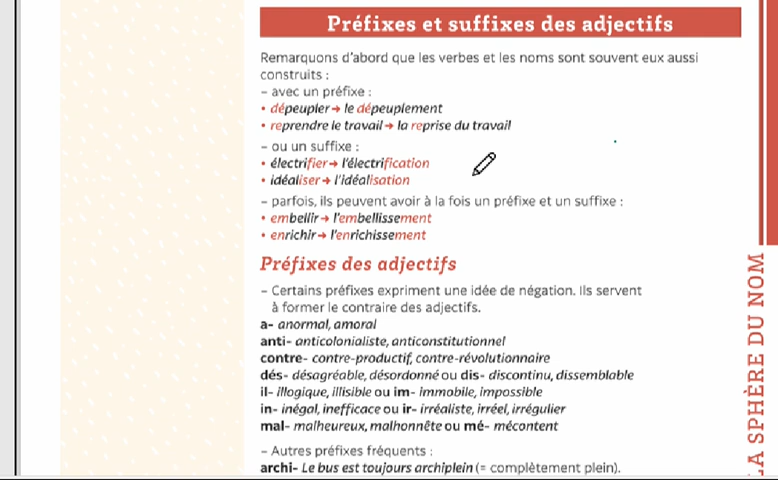 Préfixes et suffixes des adjectifs
Remarquons d'abord que les verbes et les noms sont souvent eux aussi
construits :
– avec un préfixe :
• dépeupler → le dépeuplement
• reprendre le travail → la reprise du travail
– ou un suffixe :
• électrifier → l'électrification
• idéaliser → l'idéalisation
– parfois, ils peuvent avoir à la fois un préfixe et un suffixe :
• embellir → l'embellissement
• enrichir → l'enrichissement
Préfixes des adjectifs
– Certains préfixes expriment une idée de négation. Ils servent
à former le contraire des adjectifs.
a- anormal, amoral
anti- anticolonialiste, anticonstitutionnel
contre- contre-productif, contre-révolutionnaire
dés- désagréable, désordonné ou dis- discontinu, dissemblable
il- illogique, illisible ou im- immobile, impossible
in- inégal, inefficace ou ir- irréaliste, irréel, irrégulier
mal- malheureux, malhonnête ou mé- mécontent
– Autres préfixes fréquents :
archi- Le bus est toujours archiplein (= complètement plein).
LA SPHÈRE DU NOM